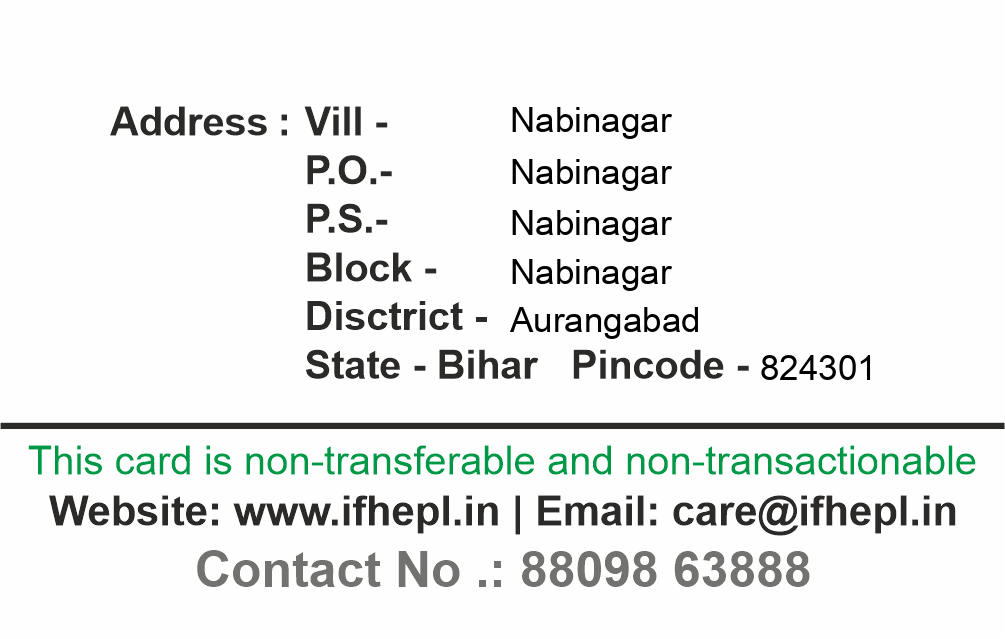 Address : Vill - Nabinagar
P.O.- Nabinagar
P.S.- Nabinagar
Block - Nabinagar
Disctrict - Aurangabad
State - Bihar Pincode - 824301
This card is non-transferable and non-transactionable
Website: www.ifhepl.in | Email: care@ifhepl.in
Contact No .: 88098 63888